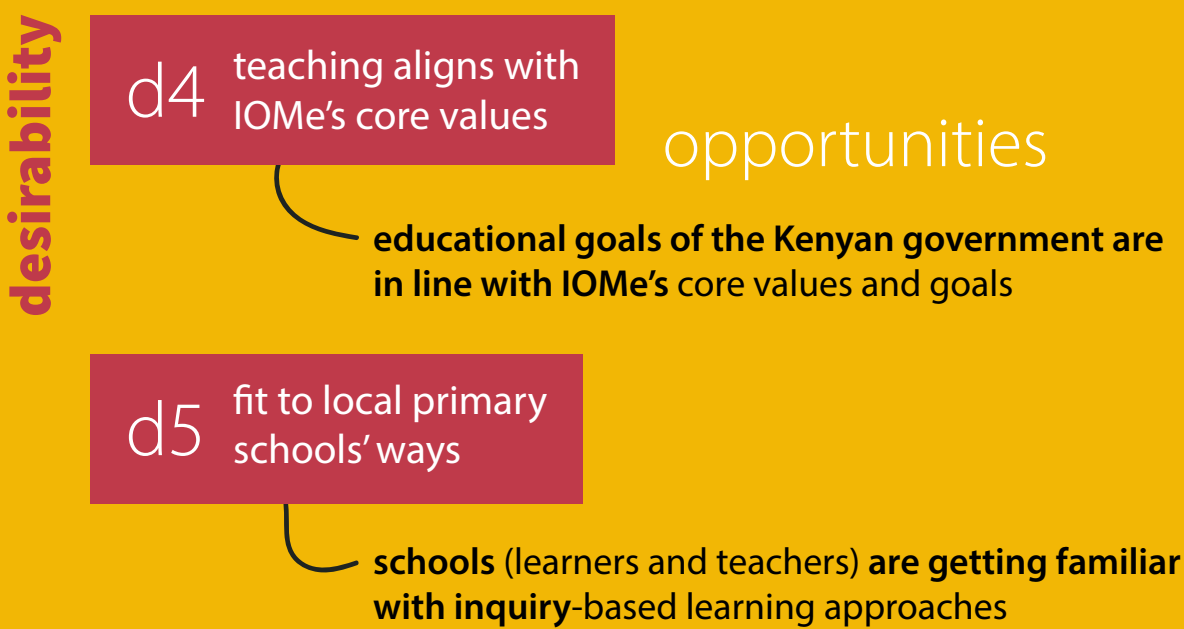 desirability
d4
teaching aligns with
IOMe’s core values
opportunities
educational goals of the Kenyan government are
in line with IOMe’s core values and goals
d5
fit to local primary
schools’ ways
schools (learners and teachers) are getting familiar
with inquiry-based learning approaches